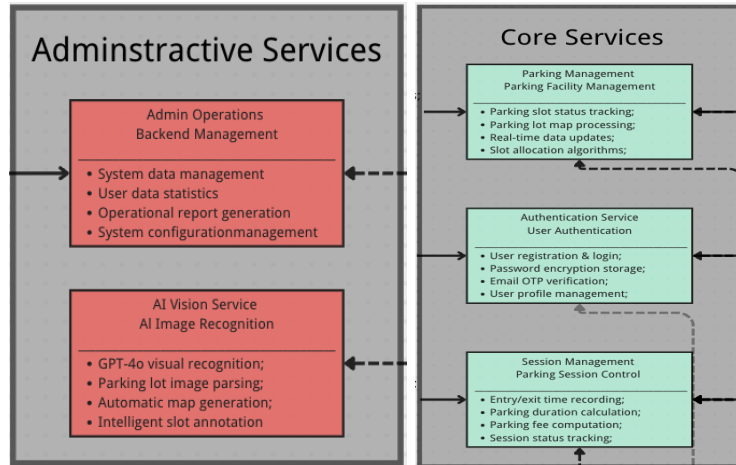 Adminstractive Services
Admin Operations
Backend Management
• System data management
• User data statistics
• Operational report generation
• System configurationmanagement
AI Vision Service
AI Image Recognition
• GPT-4o visual recognition;
• Parking lot image parsing;
• Automatic map generation;
• Intelligent slot annotation
Core Services
Parking Management
Parking Facility Management
• Parking slot status tracking;
• Parking lot map processing;
• Real-time data updates;
• Slot allocation algorithms;
Authentication Service
User Authentication
• User registration & login;
• Password encryption storage;
• Email OTP verification;
• User profile management;
Session Management
Parking Session Control
• Entry/exit time recording;
• Parking duration calculation;
• Parking fee computation;
• Session status tracking;